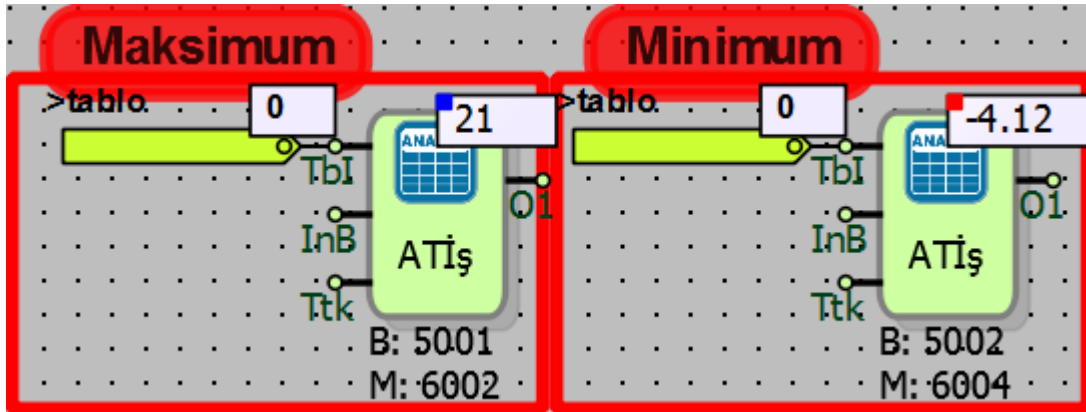 Maksimum
>tablo.
0
21
ANA
TbI
O1
InB
ATİş
Ttk
B: 5001
M: 6002
Minimum
>tablo.
0
-4.12
ANA
TbI
O1
InB
ATİş
Ttk
B: 5002
M: 6004